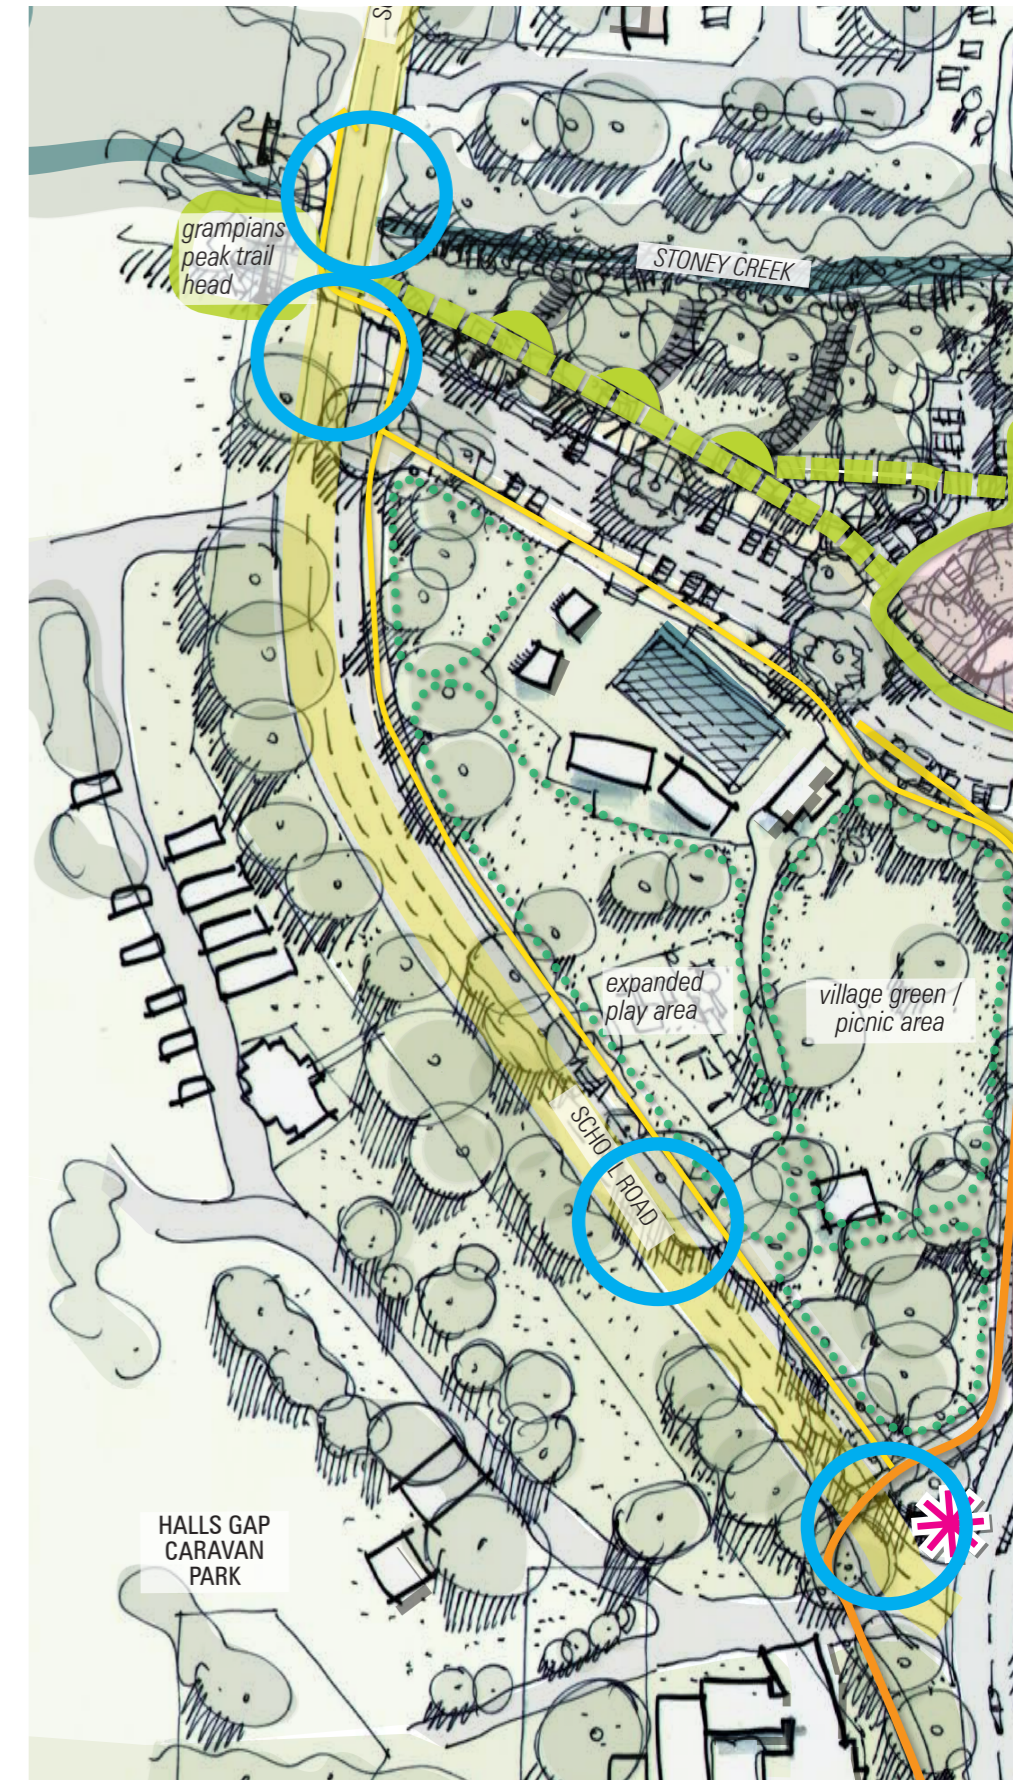 S
grampians
peak trail
head
STONEY CREEK
expanded
play area
village green /
picnic area
SCHOOL ROAD
HALLS GAP
CARAVAN
PARK